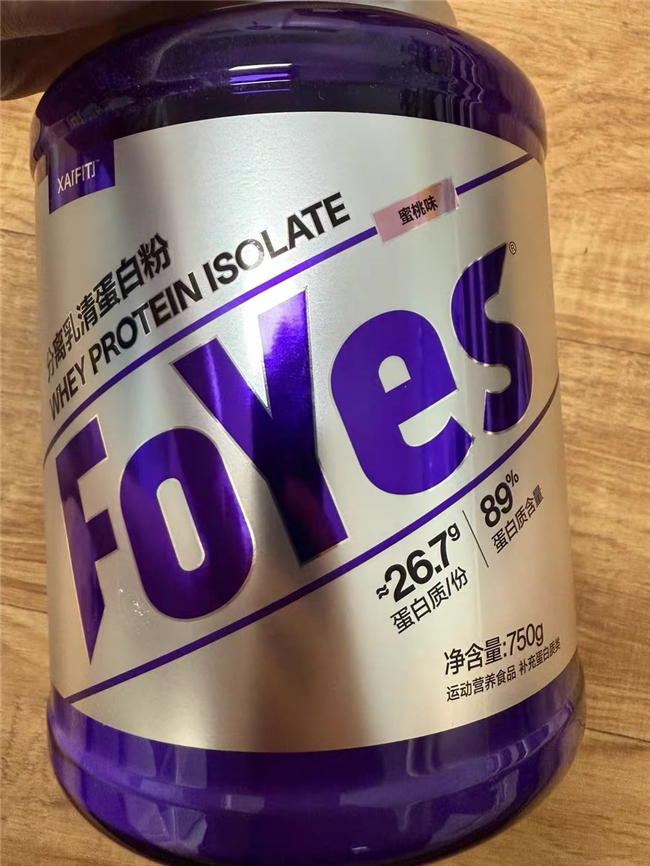 XA[FIT]
分离乳清蛋白粉
WHEY PROTEIN ISOLATE
蜜桃味
FoYes®
≈26.7g
蛋白质/份
89%
蛋白质含量
净含量:750g
运动营养食品 补充蛋白质类